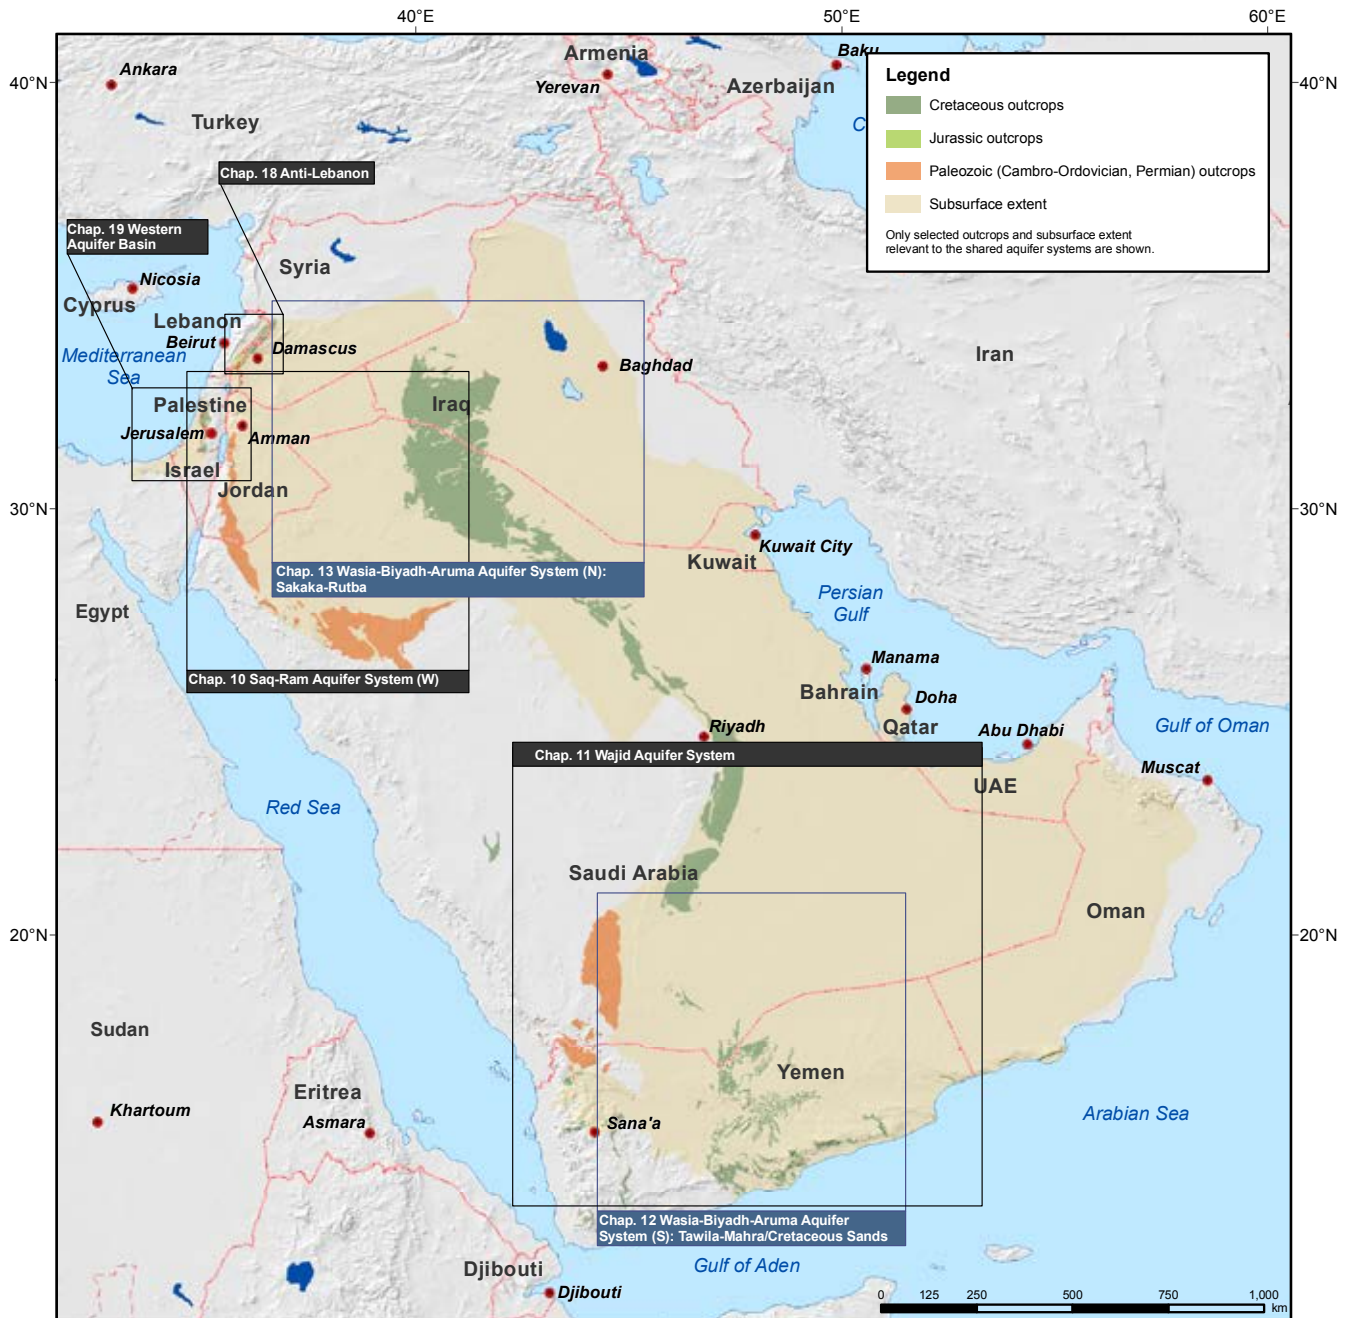 40°E
50°E
60°E
40°N
40°N
30°N
30°N
20°N
20°N
Legend
Cretaceous outcrops
Jurassic outcrops
Paleozoic (Cambro-Ordovician, Permian) outcrops
Subsurface extent
Only selected outcrops and subsurface extent
relevant to the shared aquifer systems are shown.
Ankara
Turkey
Armenia
Yerevan
Azerbaijan
Baku
C
Chap. 18 Anti-Lebanon
Chap. 19 Western
Aquifer Basin
Nicosia
Cyprus
Syria
Lebanon
Beirut
Damascus
Mediterranean
Sea
Baghdad
Iran
Palestine
Iraq
Jerusalem
Amman
Israel
Jordan
Kuwait City
Kuwait
Chap. 13 Wasia-Biyadh-Aruma Aquifer System (N):
Sakaka-Rutba
Egypt
Persian
Gulf
Manama
Bahrain
Doha
Qatar
Chap. 10 Saq-Ram Aquifer System (W)
Riyadh
Abu Dhabi
Gulf of Oman
Chap. 11 Wajid Aquifer System
Muscat
UAE
Red Sea
Saudi Arabia
Oman
Sudan
Yemen
Eritrea
Khartoum
Asmara
Sana'a
Arabian Sea
Chap. 12 Wasia-Biyadh-Aruma Aquifer
System (S): Tawila-Mahra/Cretaceous Sands
Djibouti
Gulf of Aden
Djibouti
0 125 250 500 750 1,000
km